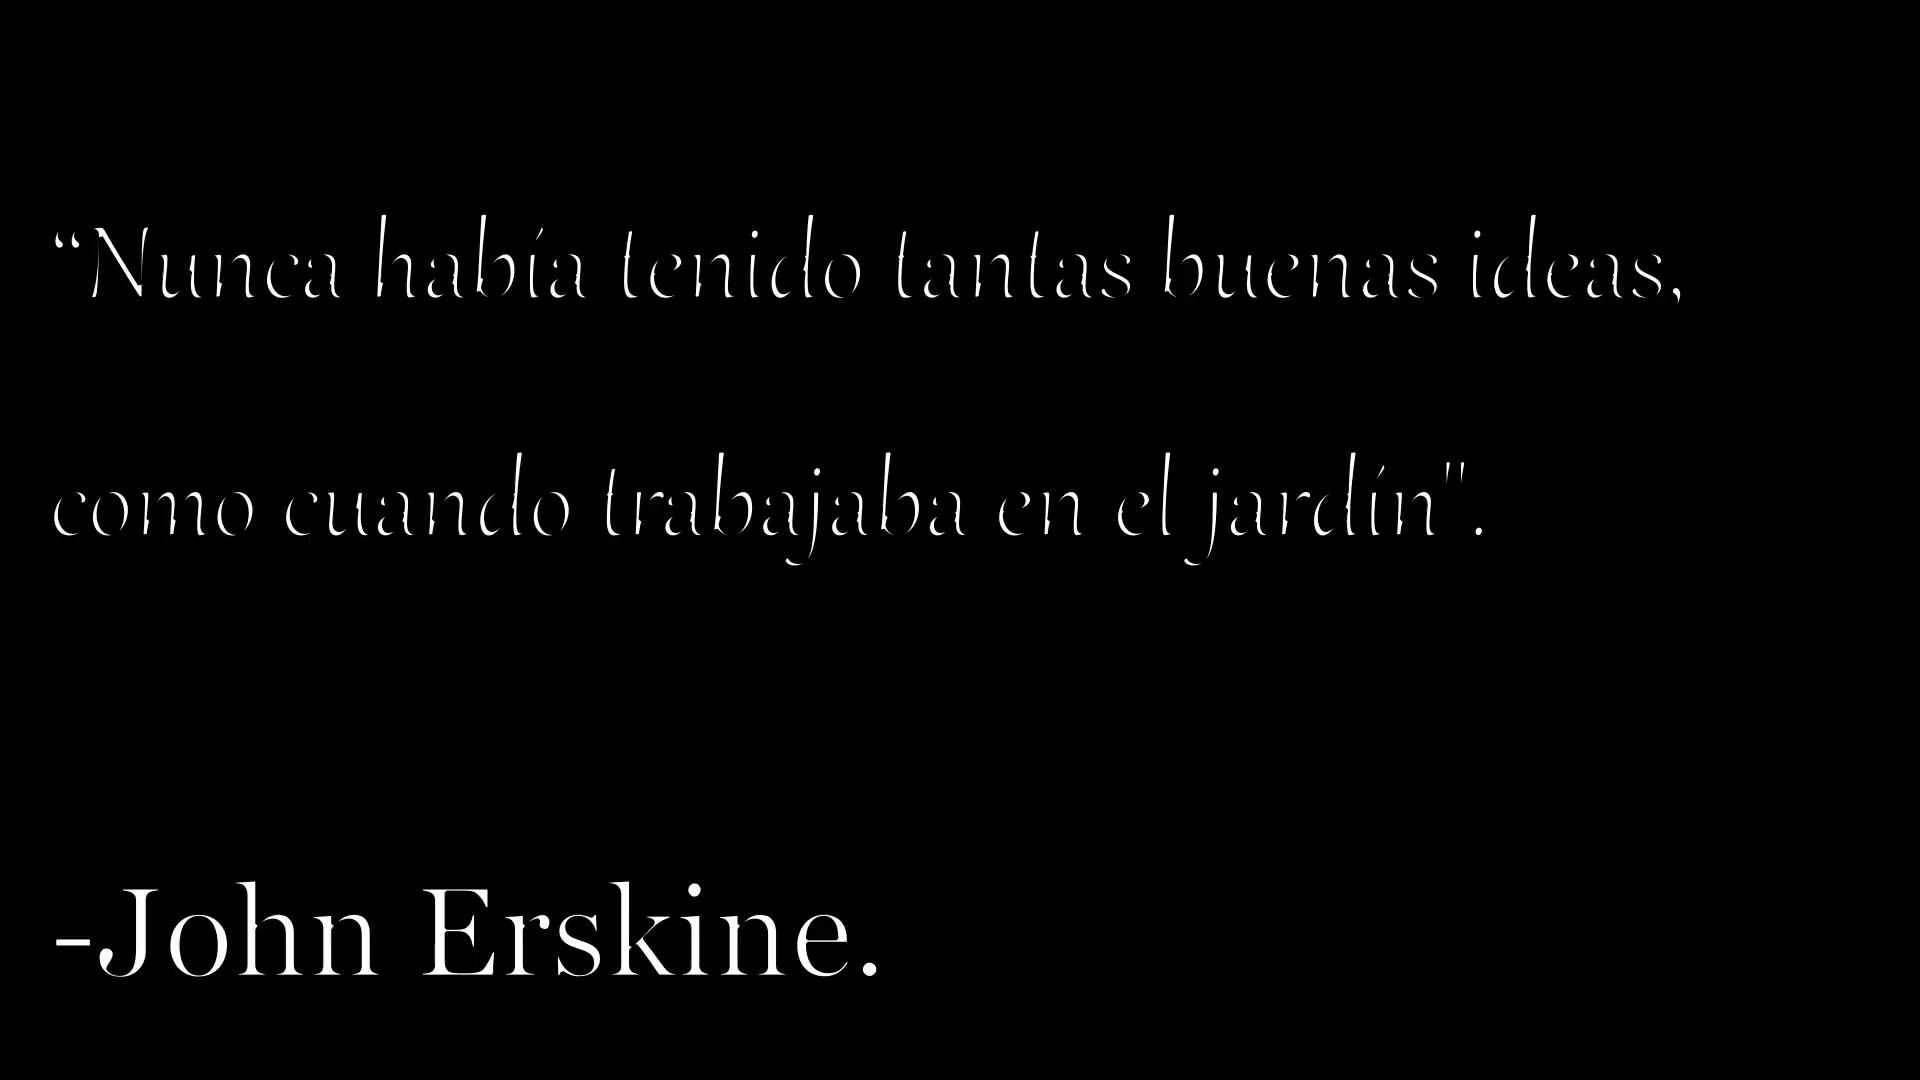 “Nunca había tenido tantas buenas ideas,
como cuando trabajaba en el jardín".
-John Erskine.